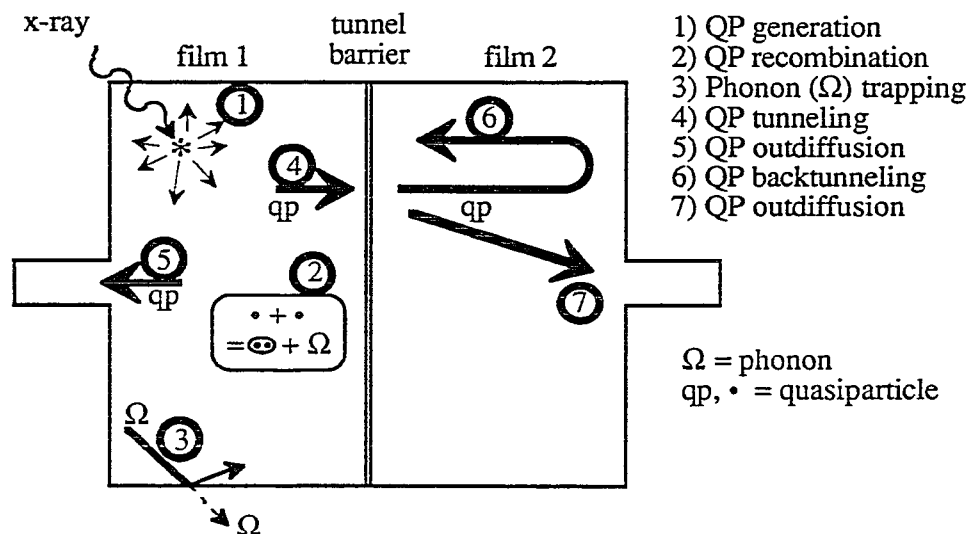 x-ray
film 1
tunnel
barrier
film 2
1) QP generation
2) QP recombination
3) Phonon (Ω) trapping
4) QP tunneling
5) QP outdiffusion
6) QP backtunneling
7) QP outdiffusion
1
*
4
qp
6
qp
5
qp
2
• + •
= •• + Ω
7
Ω = phonon
qp, • = quasiparticle
Ω
3
Ω